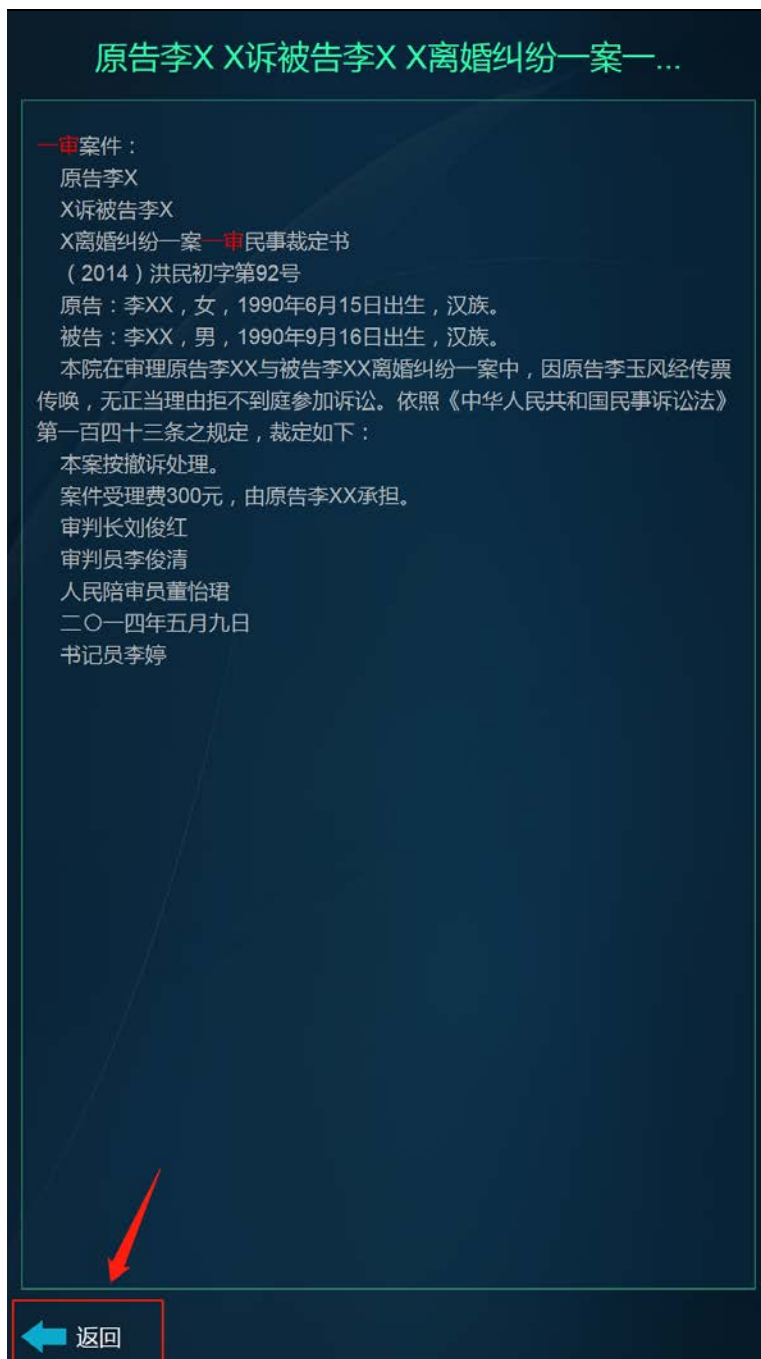 原告李X X诉被告李X X离婚纠纷一案一...
一审案件：
原告李X
X诉被告李X
X离婚纠纷一案一审民事裁定书
（2014）洪民初字第92号
原告：李XX，女，1990年6月15日出生，汉族。
被告：李XX，男，1990年9月16日出生，汉族。
本院在审理原告李XX与被告李XX离婚纠纷一案中，因原告李玉风经传票
传唤，无正当理由拒不到庭参加诉讼。依照《中华人民共和国民事诉讼法》
第一百四十三条之规定，裁定如下：
本案按撤诉处理。
案件受理费300元，由原告李XX承担。
审判长刘俊红
审判员李俊清
人民陪审员董怡珺
二〇一四年五月九日
书记员李婷
返回